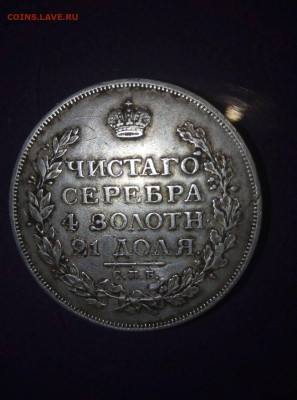 COINS.LAVE.RU
ЧИСТАГО
СЕРЕБРА
4 ЗОЛОТН
21 ДОЛЯ
С.П.Б.